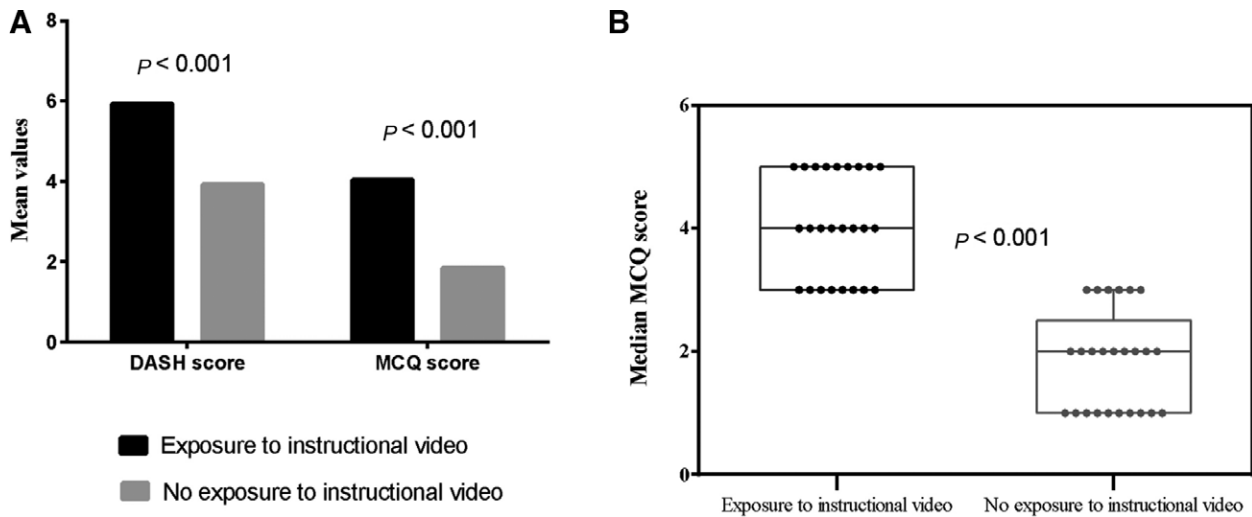 A
Mean values
8
6
4
2
0
P < 0.001
P < 0.001
DASH score
MCQ score
Exposure to instructional video
No exposure to instructional video
B
Median MCQ score
6
4
2
0
P < 0.001
Exposure to instructional video
No exposure to instructional video